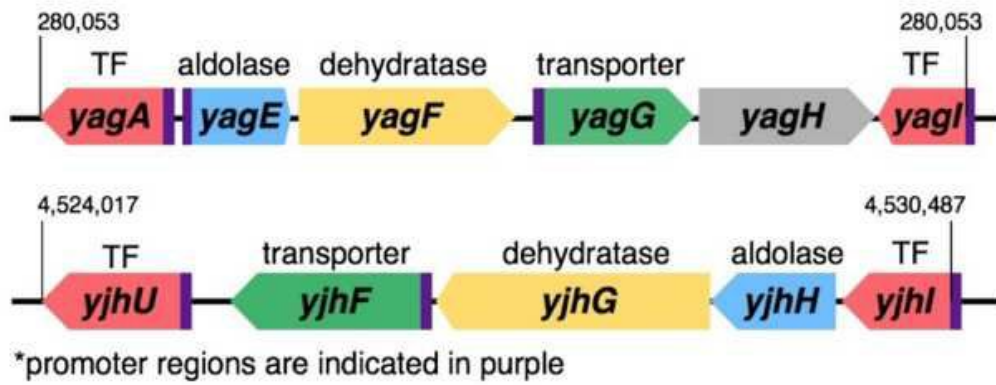 280,053 280,053
TF aldolase dehydratase transporter TF
yagA yagE yagF yagG yagH yagI
4,524,017 4,530,487
TF transporter dehydratase aldolase TF
yjhU yjhF yjhG yjhH yjhI
*promoter regions are indicated in purple